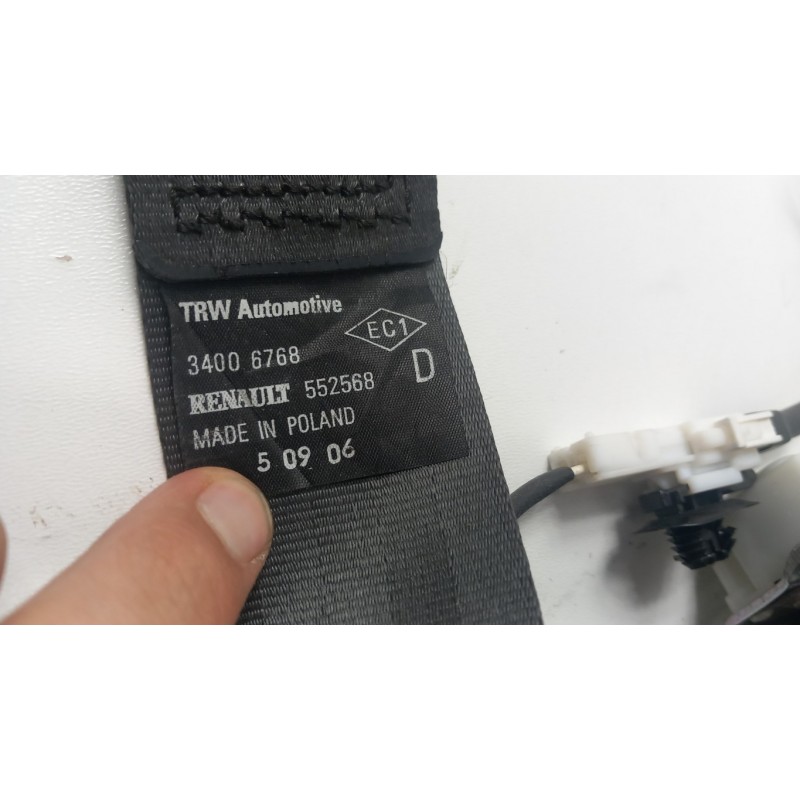 TRW Automotive
EC1
3400 6768
D
RENAULT 552568
MADE IN POLAND
5 09 06